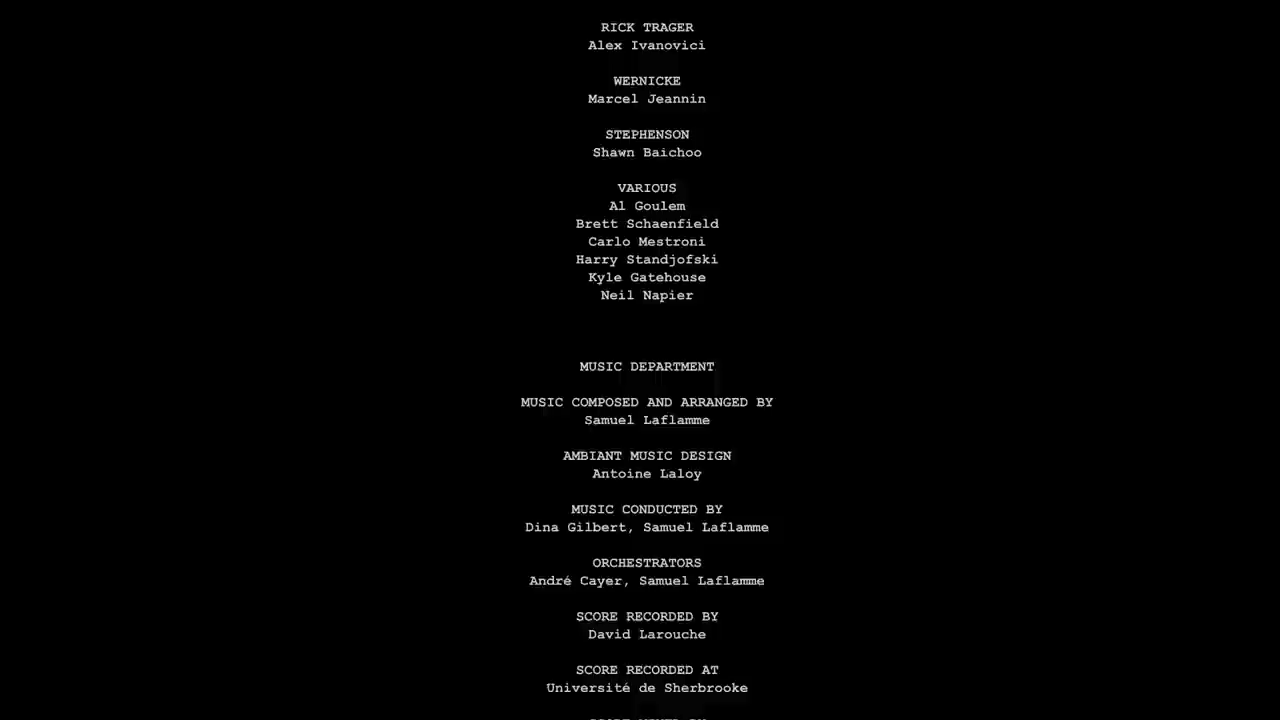 RICK TRAGER
Alex Ivanovici
WERNICKE
Marcel Jeannin
STEPHENSON
Shawn Baichoo
VARIOUS
Al Goulem
Brett Schaenfield
Carlo Mestroni
Harry Standjofski
Kyle Gatehouse
Neil Napier
MUSIC DEPARTMENT
MUSIC COMPOSED AND ARRANGED BY
Samuel Laflamme
AMBIANT MUSIC DESIGN
Antoine Laloy
MUSIC CONDUCTED BY
Dina Gilbert, Samuel Laflamme
ORCHESTRATORS
André Cayer, Samuel Laflamme
SCORE RECORDED BY
David Larouche
SCORE RECORDED AT
Université de Sherbrooke